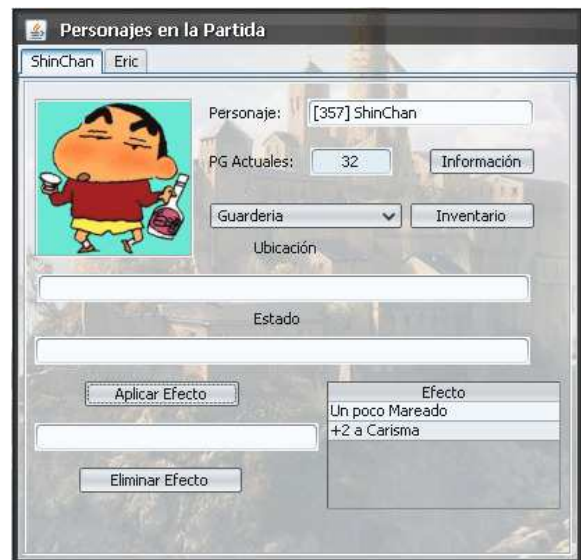 Personajes en la Partida
ShinChan Eric
Personaje: [357] ShinChan
PG Actuales: 32 Información
Guarderia Inventario
Ubicación
Estado
Aplicar Efecto
Efecto
Un poco Mareado
+2 a Carisma
Eliminar Efecto